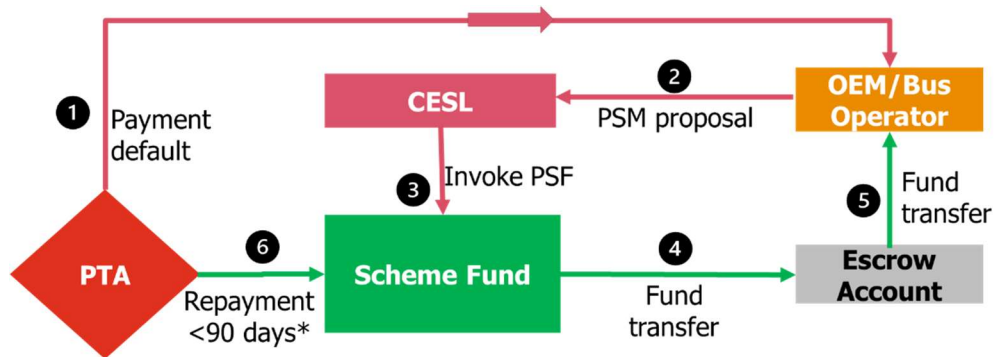 1
Payment
default
CESL
2
PSM proposal
OEM/Bus
Operator
3
Invoke PSF
5
Fund
transfer
PTA
6
Repayment
<90 days*
Scheme Fund
4
Fund
transfer
Escrow
Account